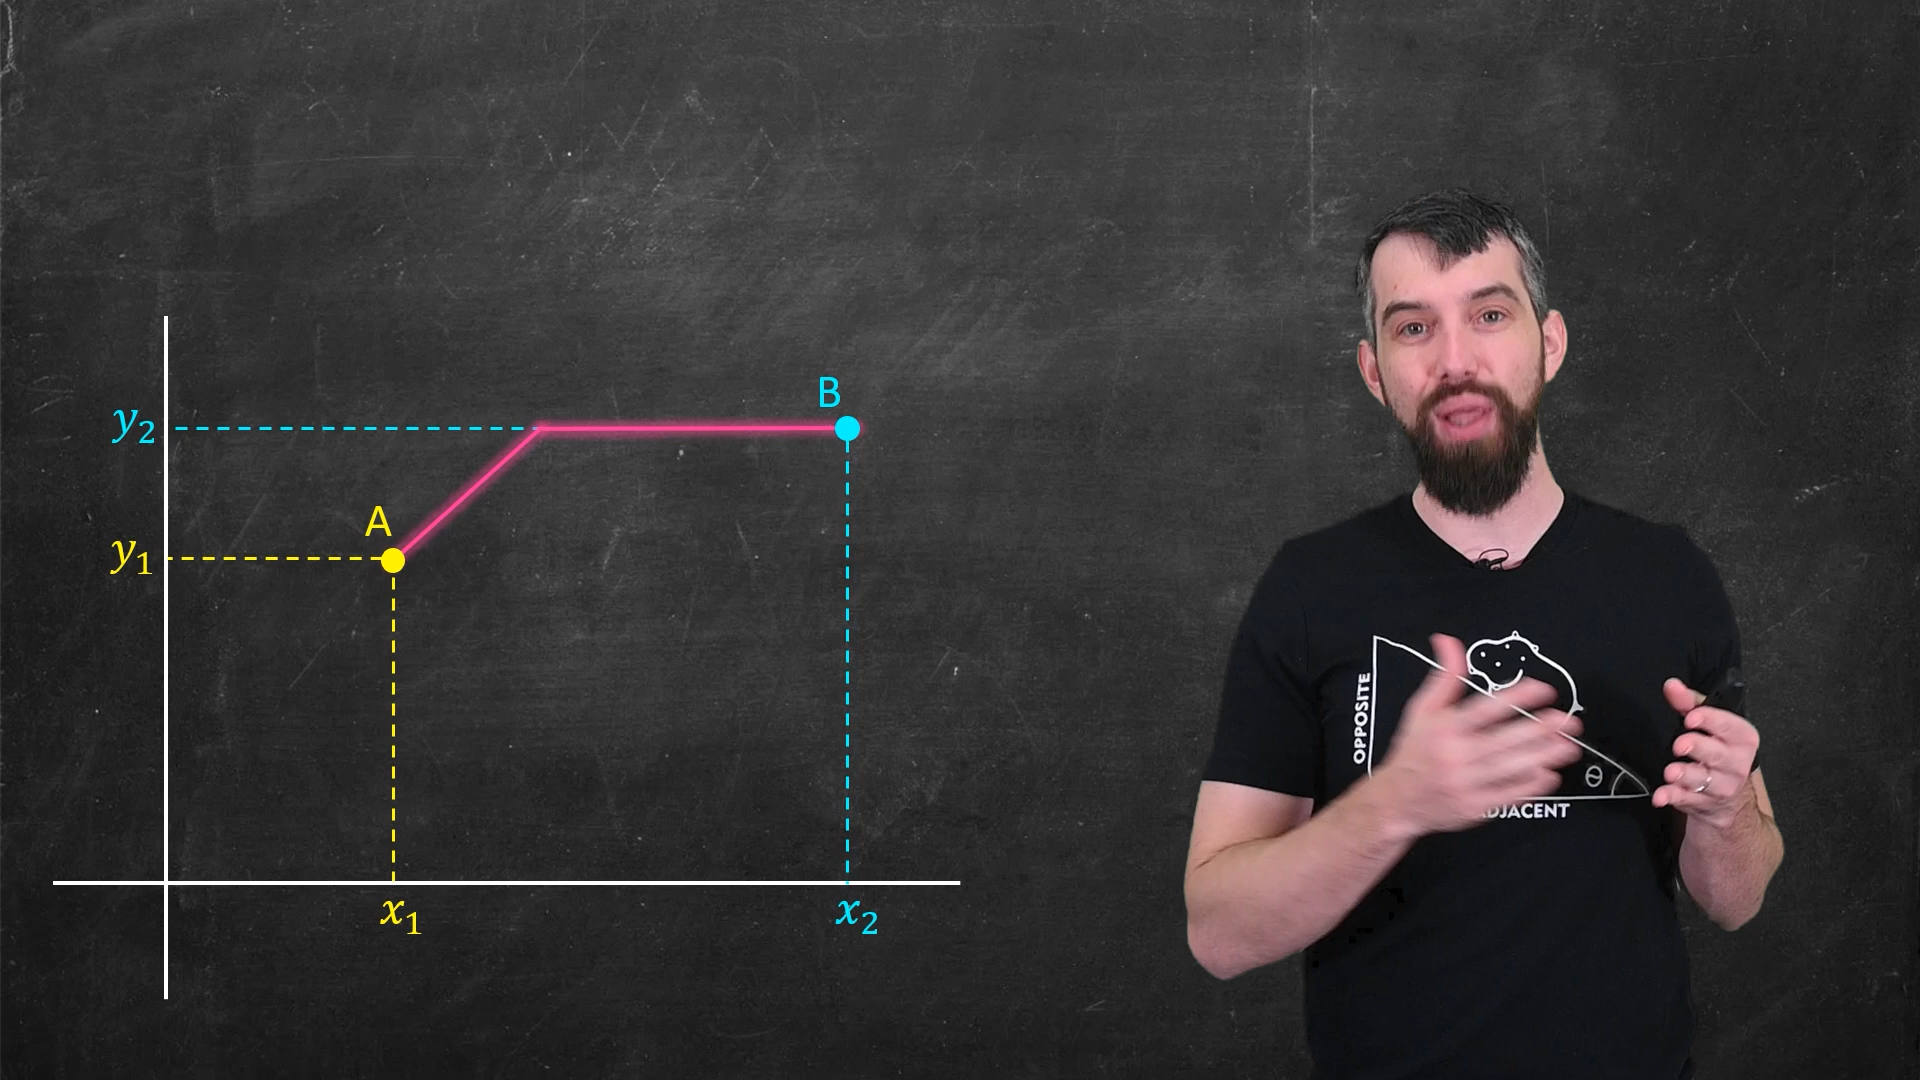 B
y₂
A
y₁
x₁
x₂
OPPOSITE
θ
ADJACENT